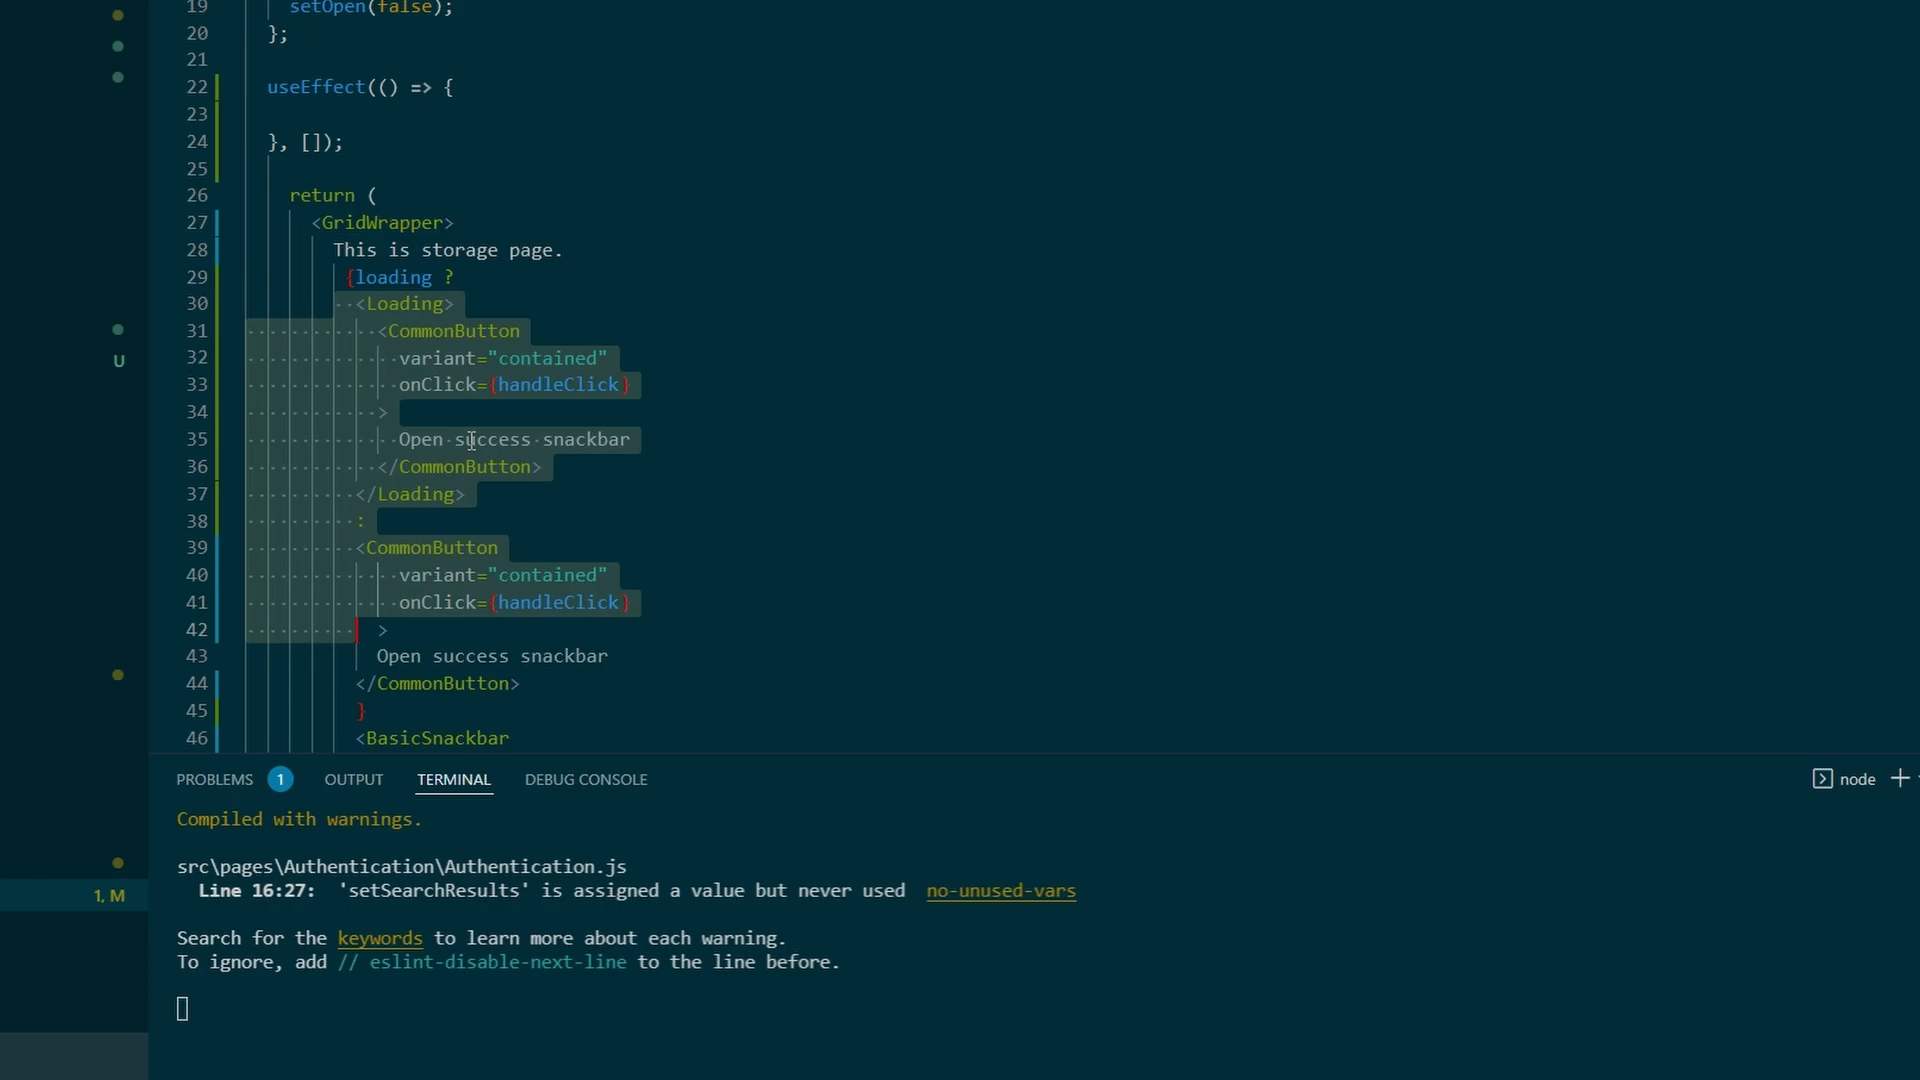 19 setOpen(false);
20 };
21
22 useEffect(() => {
23
24 }, []);
25
26 return (
27 <GridWrapper>
28 This is storage page.
29 {loading ?
30 <Loading>
31 <CommonButton
32 variant="contained"
33 onClick={handleClick}
34 >
35 Open success snackbar
36 </CommonButton>
37 </Loading>
38 :
39 <CommonButton
40 variant="contained"
41 onClick={handleClick}
42 >
43 Open success snackbar
44 </CommonButton>
45 }
46 <BasicSnackbar
U
1, M
PROBLEMS 1 OUTPUT TERMINAL DEBUG CONSOLE node
Compiled with warnings.
src\pages\Authentication\Authentication.js
Line 16:27: 'setSearchResults' is assigned a value but never used no-unused-vars
Search for the keywords to learn more about each warning.
To ignore, add // eslint-disable-next-line to the line before.